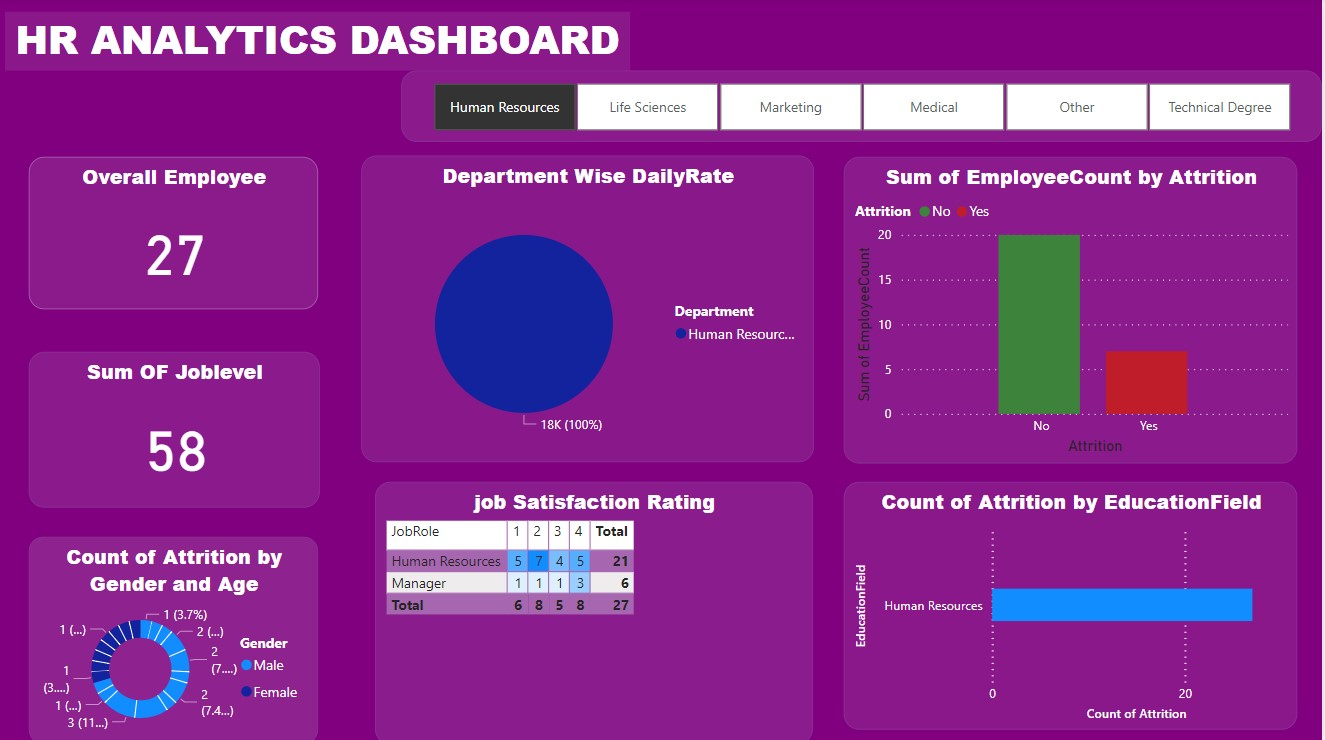 HR ANALYTICS DASHBOARD
Human Resources Life Sciences Marketing Medical Other Technical Degree
Overall Employee
27
Sum OF Joblevel
58
Count of Attrition by
Gender and Age
1 (3.7%)
2 (...)
2
(7....)
2
(7.4...)
3 (11...)
1 (...)
1
(3....)
1 (...)
Gender
Male
Female
Department Wise DailyRate
Department
Human Resourc...
18K (100%)
job Satisfaction Rating
JobRole 1 2 3 4 Total
Human Resources 5 7 4 5 21
Manager 1 1 1 3 6
Total 6 8 5 8 27
Sum of EmployeeCount by Attrition
Attrition No Yes
Sum of EmployeeCount
20
15
10
5
0
No Yes
Attrition
Count of Attrition by EducationField
EducationField
Human Resources
0 20
Count of Attrition